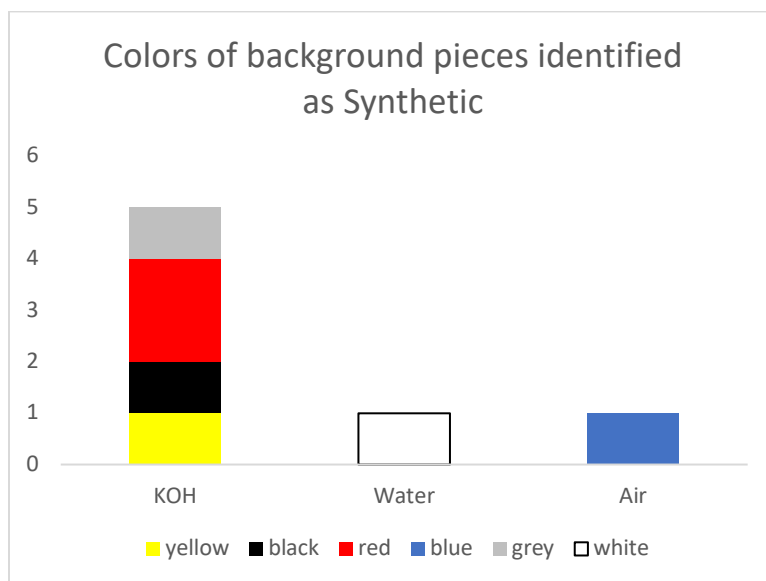 Colors of background pieces identified
as Synthetic
6
5
4
3
2
1
0
KOH Water Air
yellow black red blue grey white